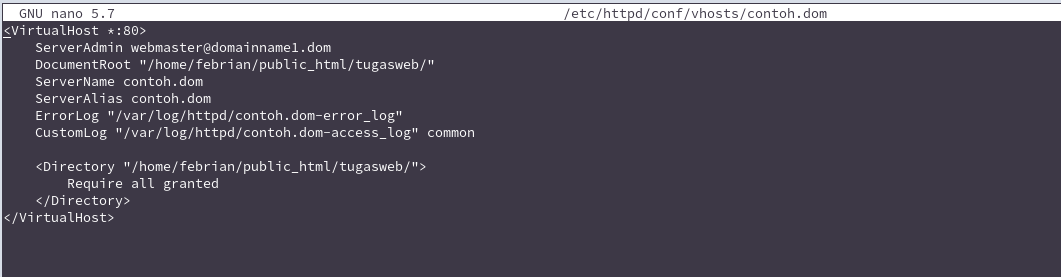 GNU nano 5.7 /etc/httpd/conf/vhosts/contoh.dom
<VirtualHost *:80>
    ServerAdmin webmaster@domainname1.dom
    DocumentRoot "/home/febrian/public_html/tugasweb/"
    ServerName contoh.dom
    ServerAlias contoh.dom
    ErrorLog "/var/log/httpd/contoh.dom-error_log"
    CustomLog "/var/log/httpd/contoh.dom-access_log" common
    <Directory "/home/febrian/public_html/tugasweb/">
        Require all granted
    </Directory>
</VirtualHost>